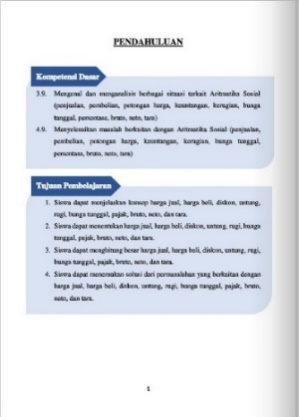 PENDAHULUAN
Kompetensi Dasar
3.9. Mengenal dan menganalisis berbagai situasi terkait Aritmatika Sosial
(penjualan, pembelian, potongan harga, keuntungan, kerugian, bunga
tunggal, persentase, bruto, neto, tara)
4.9. Menyelesaikan masalah berkaitan dengan Aritmatika Sosial (penjualan,
pembelian, potongan harga, keuntungan, kerugian, bunga tunggal,
persentase, bruto, neto, tara)
Tujuan Pembelajaran
1. Siswa dapat menjelaskan konsep harga jual, harga beli, diskon, untung,
rugi, bunga tunggal, pajak, bruto, neto, dan tara.
2. Siswa dapat menentukan harga jual, harga beli, diskon, untung, rugi, bunga
tunggal, pajak, bruto, neto, dan tara.
3. Siswa dapat menghitung besar harga jual, harga beli, diskon, untung, rugi,
bunga tunggal, pajak, bruto, neto, dan tara.
4. Siswa dapat menemukan solusi dari permasalahan yang berkaitan dengan
harga jual, harga beli, diskon, untung, rugi, bunga tunggal, pajak, bruto,
neto, dan tara.
1